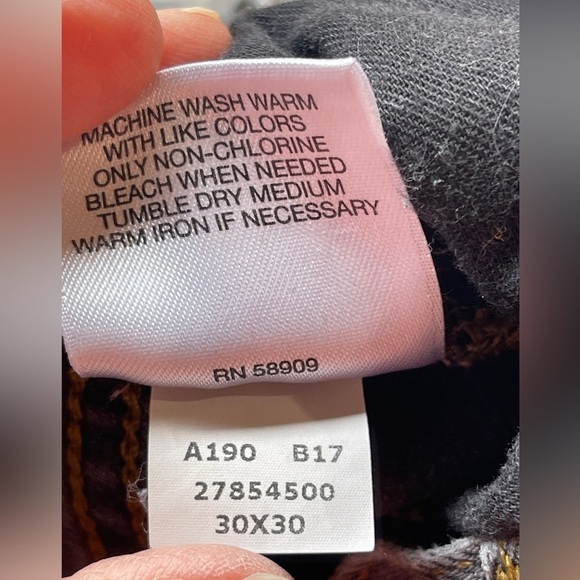 MACHINE WASH WARM
WITH LIKE COLORS
ONLY NON-CHLORINE
BLEACH WHEN NEEDED
TUMBLE DRY MEDIUM
WARM IRON IF NECESSARY
RN 58909
A190 B17
27854500
30X30